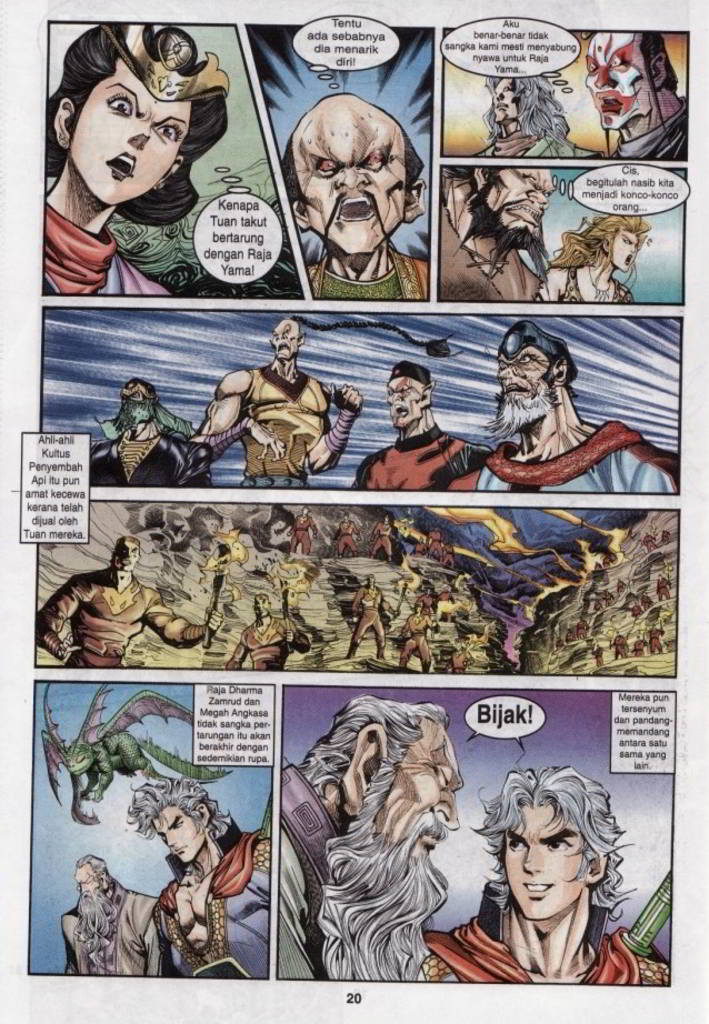 Kenapa
Tuan takut
bertarung
dengan Raja
Yama!
Tentu
ada sebabnya
dia menarik
diri!
Aku
benar-benar tidak
sangka kami mesti menyabung
nyawa untuk Raja
Yama...
Cis,
begitulah nasib kita
menjadi konco-konco
orang...
Ahli-ahli
Kultus
Penyembah
Api itu pun
amat kecewa
kerana telah
dijual oleh
Tuan mereka.
Raja Dharma
Zamrud dan
Megah Angkasa
tidak sangka per-
tarungan itu akan
berakhir dengan
sedemikian rupa.
Bijak!
Mereka pun
tersenyum
dan pandang-
memandang
antara satu
sama yang
lain.
20